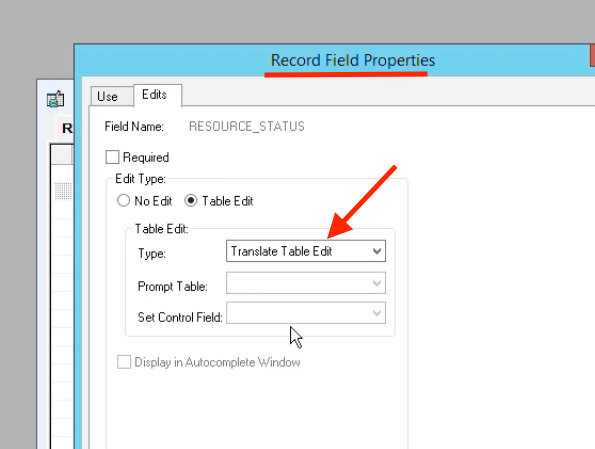 Record Field Properties
Use
Edits
R
Field Name: RESOURCE_STATUS
Required
Edit Type:
No Edit
Table Edit
Table Edit:
Type: Translate Table Edit
Prompt Table:
Set Control Field:
Display in Autocomplete Window